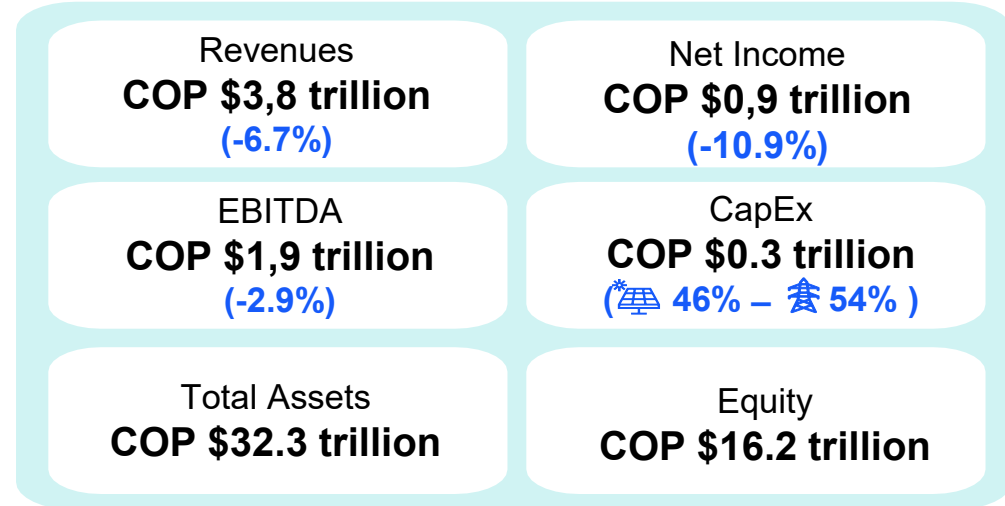 Revenues
COP $3,8 trillion
(-6.7%)
Net Income
COP $0,9 trillion
(-10.9%)
EBITDA
COP $1,9 trillion
(-2.9%)
CapEx
COP $0.3 trillion
( 46% – 54% )
Total Assets
COP $32.3 trillion
Equity
COP $16.2 trillion